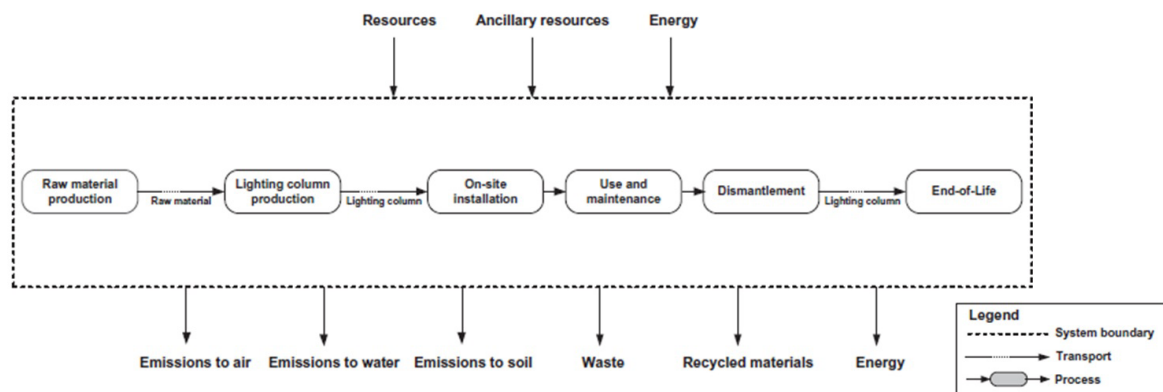 Resources
Ancillary resources
Energy
Raw material
production
Raw material
Lighting column
production
Lighting column
On-site
installation
Use and
maintenance
Dismantlement
Lighting column
End-of-Life
Emissions to air
Emissions to water
Emissions to soil
Waste
Recycled materials
Energy
Legend
System boundary
Transport
Process